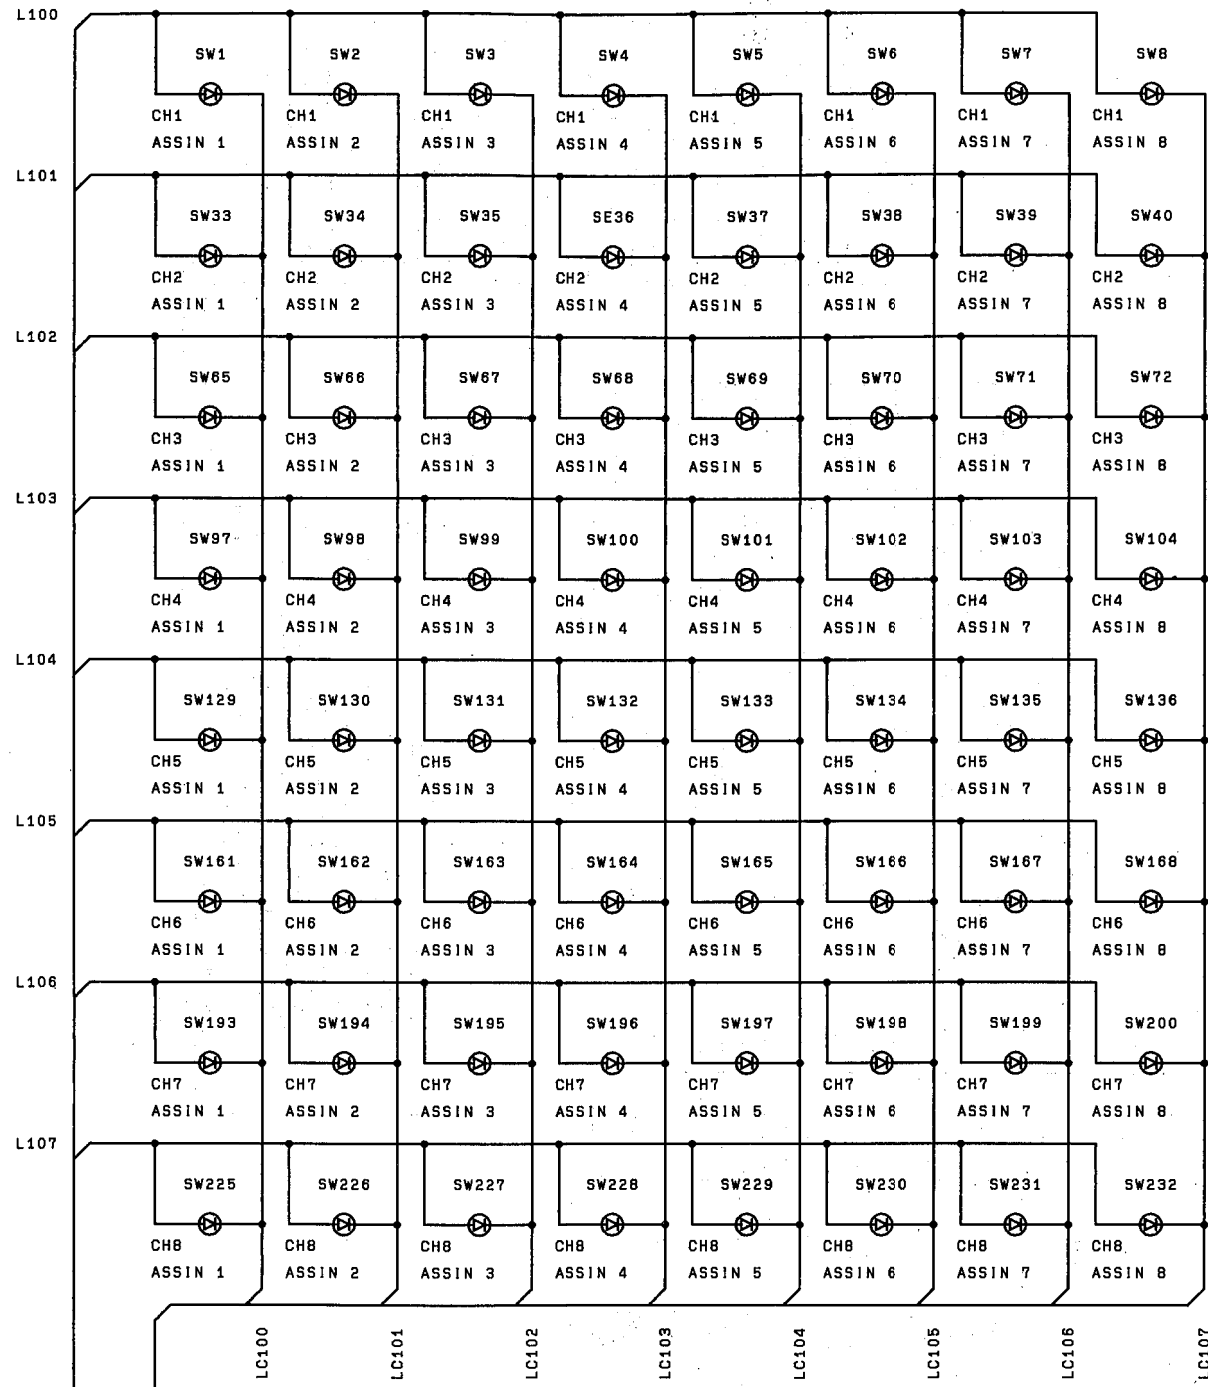 L100
SW1 SW2 SW3 SW4 SW5 SW6 SW7 SW8
CH1 CH1 CH1 CH1 CH1 CH1 CH1 CH1
ASSIN 1 ASSIN 2 ASSIN 3 ASSIN 4 ASSIN 5 ASSIN 6 ASSIN 7 ASSIN 8
L101
SW33 SW34 SW35 SE36 SW37 SW38 SW39 SW40
CH2 CH2 CH2 CH2 CH2 CH2 CH2 CH2
ASSIN 1 ASSIN 2 ASSIN 3 ASSIN 4 ASSIN 5 ASSIN 6 ASSIN 7 ASSIN 8
L102
SW65 SW66 SW67 SW68 SW69 SW70 SW71 SW72
CH3 CH3 CH3 CH3 CH3 CH3 CH3 CH3
ASSIN 1 ASSIN 2 ASSIN 3 ASSIN 4 ASSIN 5 ASSIN 6 ASSIN 7 ASSIN 8
L103
SW97 SW98 SW99 SW100 SW101 SW102 SW103 SW104
CH4 CH4 CH4 CH4 CH4 CH4 CH4 CH4
ASSIN 1 ASSIN 2 ASSIN 3 ASSIN 4 ASSIN 5 ASSIN 6 ASSIN 7 ASSIN 8
L104
SW129 SW130 SW131 SW132 SW133 SW134 SW135 SW136
CH5 CH5 CH5 CH5 CH5 CH5 CH5 CH5
ASSIN 1 ASSIN 2 ASSIN 3 ASSIN 4 ASSIN 5 ASSIN 6 ASSIN 7 ASSIN 8
L105
SW161 SW162 SW163 SW164 SW165 SW166 SW167 SW168
CH6 CH6 CH6 CH6 CH6 CH6 CH6 CH6
ASSIN 1 ASSIN 2 ASSIN 3 ASSIN 4 ASSIN 5 ASSIN 6 ASSIN 7 ASSIN 8
L106
SW193 SW194 SW195 SW196 SW197 SW198 SW199 SW200
CH7 CH7 CH7 CH7 CH7 CH7 CH7 CH7
ASSIN 1 ASSIN 2 ASSIN 3 ASSIN 4 ASSIN 5 ASSIN 6 ASSIN 7 ASSIN 8
L107
SW225 SW226 SW227 SW228 SW229 SW230 SW231 SW232
CH8 CH8 CH8 CH8 CH8 CH8 CH8 CH8
ASSIN 1 ASSIN 2 ASSIN 3 ASSIN 4 ASSIN 5 ASSIN 6 ASSIN 7 ASSIN 8
LC100 LC101 LC102 LC103 LC104 LC105 LC106 LC107